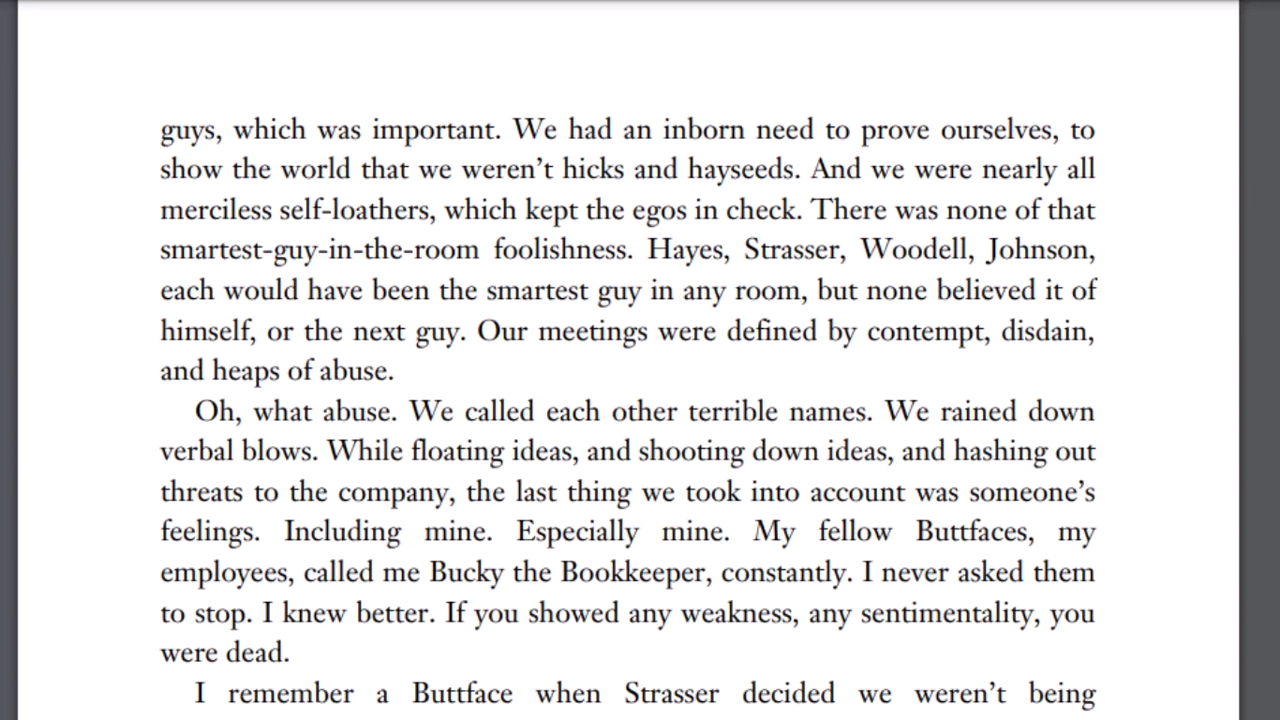 guys, which was important. We had an inborn need to prove ourselves, to
show the world that we weren’t hicks and hayseeds. And we were nearly all
merciless self-loathers, which kept the egos in check. There was none of that
smartest-guy-in-the-room foolishness. Hayes, Strasser, Woodell, Johnson,
each would have been the smartest guy in any room, but none believed it of
himself, or the next guy. Our meetings were defined by contempt, disdain,
and heaps of abuse.
Oh, what abuse. We called each other terrible names. We rained down
verbal blows. While floating ideas, and shooting down ideas, and hashing out
threats to the company, the last thing we took into account was someone’s
feelings. Including mine. Especially mine. My fellow Buttfaces, my
employees, called me Bucky the Bookkeeper, constantly. I never asked them
to stop. I knew better. If you showed any weakness, any sentimentality, you
were dead.
I remember a Buttface when Strasser decided we weren’t being